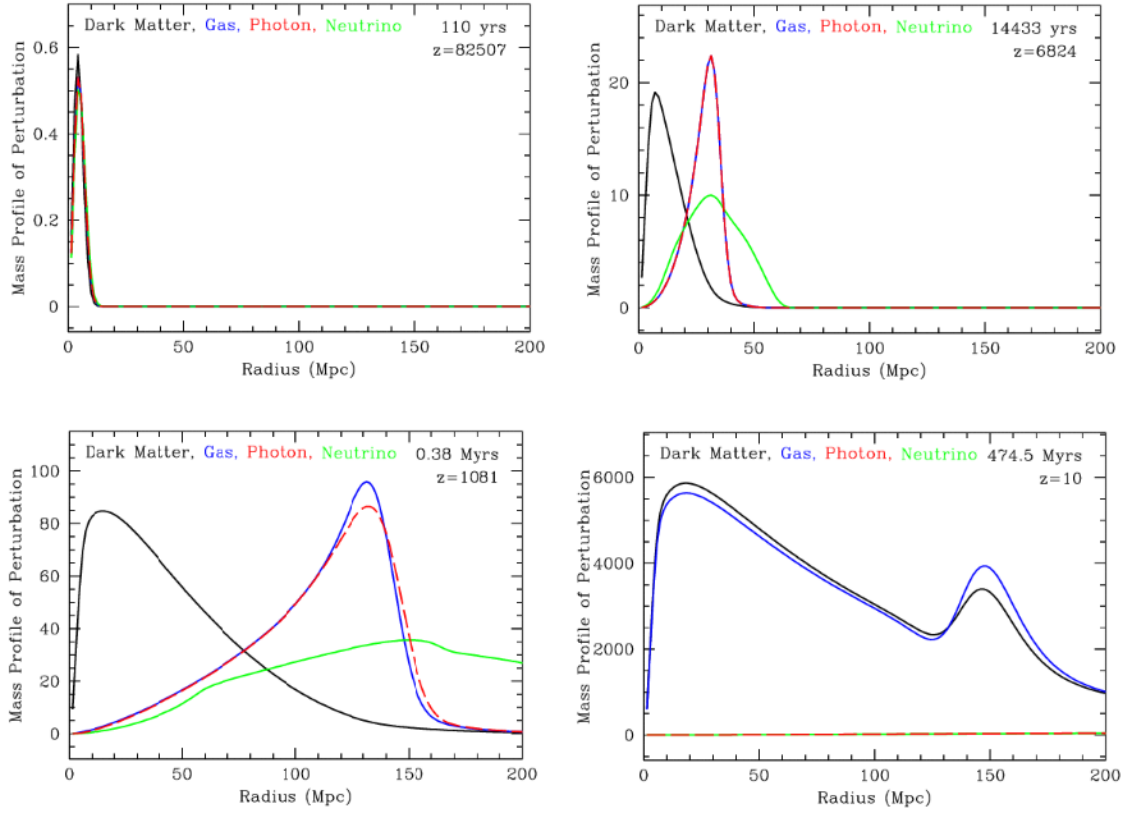 Dark Matter, Gas, Photon, Neutrino 110 yrs
z=82507
Mass Profile of Perturbation
0.6
0.4
0.2
0
0 50 100 150 200
Radius (Mpc)
Dark Matter, Gas, Photon, Neutrino 14433 yrs
z=6824
Mass Profile of Perturbation
20
10
0
0 50 100 150 200
Radius (Mpc)
Dark Matter, Gas, Photon, Neutrino 0.38 Myrs
z=1081
Mass Profile of Perturbation
100
80
60
40
20
0
0 50 100 150 200
Radius (Mpc)
Dark Matter, Gas, Photon, Neutrino 474.5 Myrs
z=10
Mass Profile of Perturbation
6000
4000
2000
0
0 50 100 150 200
Radius (Mpc)